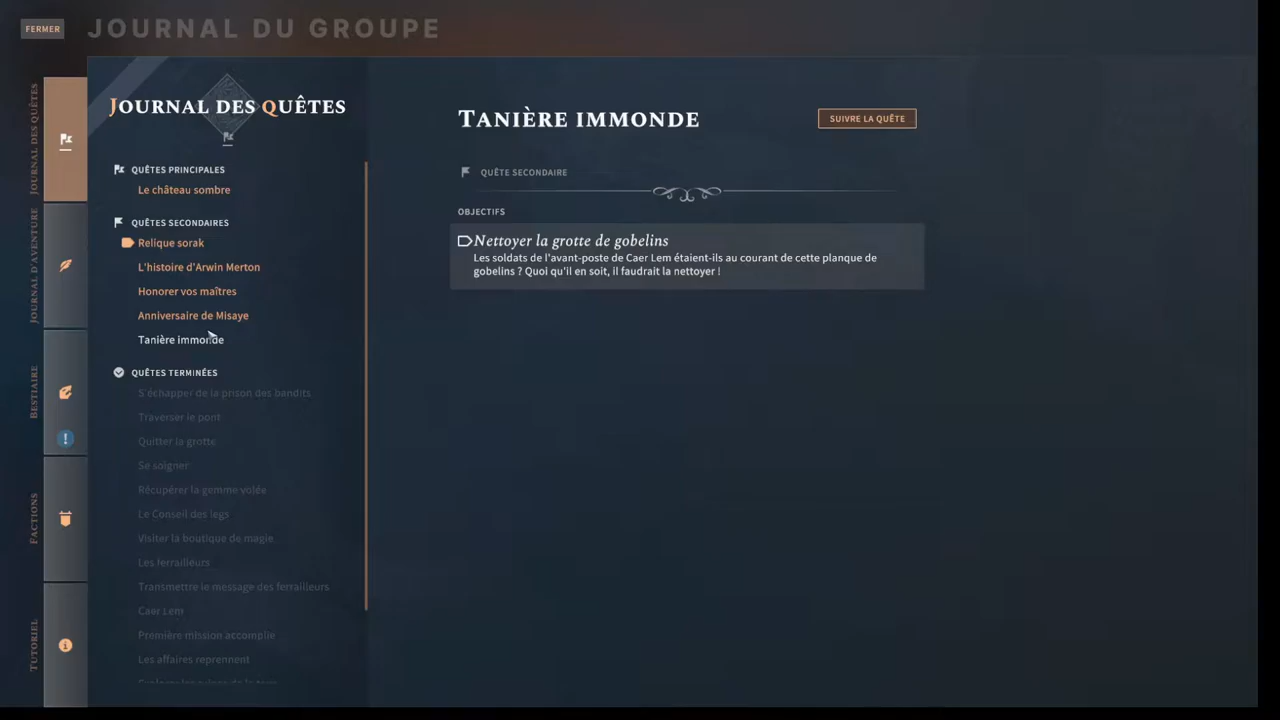 FERMER
JOURNAL DU GROUPE
JOURNAL DES QUÊTES
JOURNAL D'AVENTURE
BESTIAIRE
FACTIONS
TUTORIEL
JOURNAL DES QUÊTES
QUÊTES PRINCIPALES
Le château sombre
QUÊTES SECONDAIRES
Relique sorak
L'histoire d'Arwin Merton
Honorer vos maîtres
Anniversaire de Misaye
Tanière immonde
QUÊTES TERMINÉES
S'échapper de la prison des bandits
Traverser le pont
Quitter la grotte
Se soigner
Récupérer la gemme volée
Le Conseil des legs
Visiter la boutique de magie
Les ferrailleurs
Transmettre le message des ferrailleurs
Caer Lem
Première mission accomplie
Les affaires reprennent
TANIÈRE IMMONDE
SUIVRE LA QUÊTE
QUÊTE SECONDAIRE
OBJECTIFS
Nettoyer la grotte de gobelins
Les soldats de l'avant-poste de Caer Lem étaient-ils au courant de cette planque de
gobelins ? Quoi qu'il en soit, il faudrait la nettoyer !